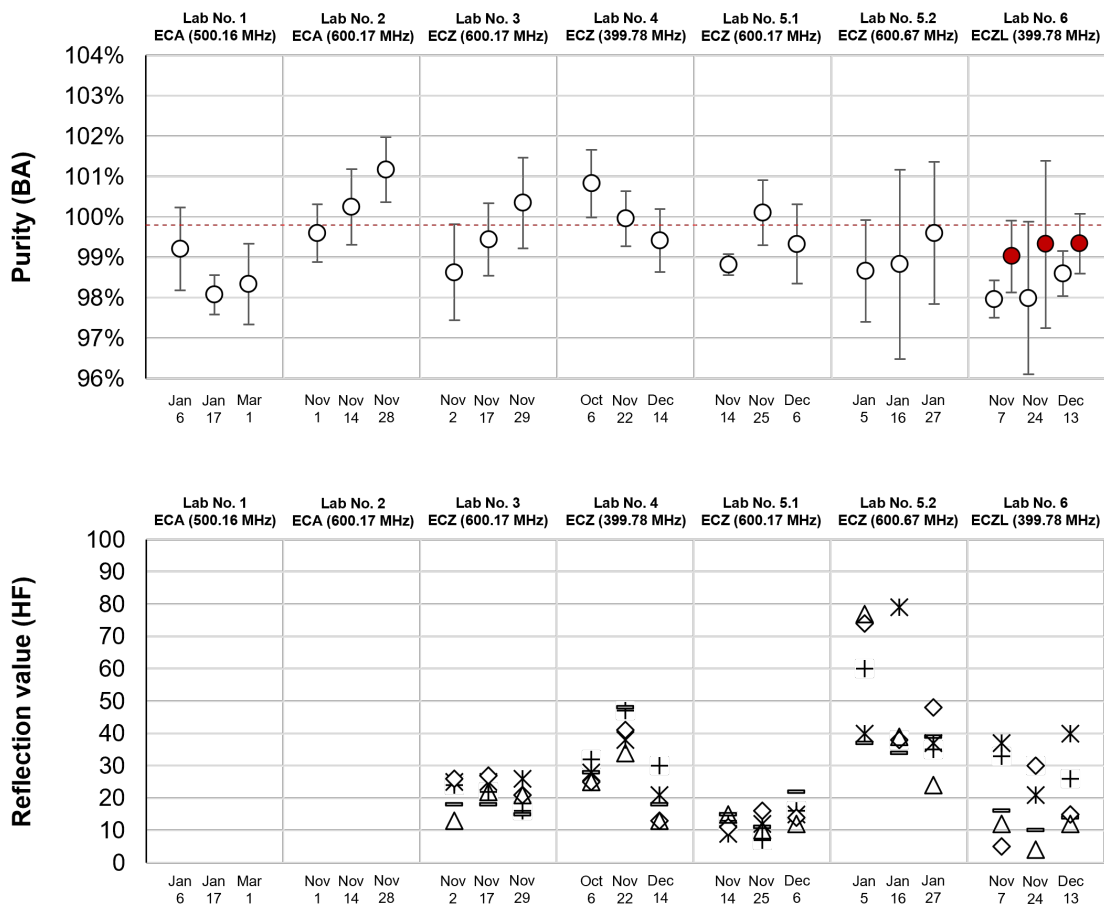 Lab No. 1 Lab No. 2 Lab No. 3 Lab No. 4 Lab No. 5.1 Lab No. 5.2 Lab No. 6
ECA (500.16 MHz) ECA (600.17 MHz) ECZ (600.17 MHz) ECZ (399.78 MHz) ECZ (600.17 MHz) ECZ (600.67 MHz) ECZL (399.78 MHz)
Purity (BA)
104%
103%
102%
101%
100%
99%
98%
97%
96%
Jan Jan Mar Nov Nov Nov Nov Nov Nov Oct Nov Dec Nov Nov Dec Jan Jan Jan Nov Nov Dec
6 17 1 1 14 28 2 17 29 6 22 14 14 25 6 5 16 27 7 24 13
Lab No. 1 Lab No. 2 Lab No. 3 Lab No. 4 Lab No. 5.1 Lab No. 5.2 Lab No. 6
ECA (500.16 MHz) ECA (600.17 MHz) ECZ (600.17 MHz) ECZ (399.78 MHz) ECZ (600.17 MHz) ECZ (600.67 MHz) ECZL (399.78 MHz)
Reflection value (HF)
100
90
80
70
60
50
40
30
20
10
0
Jan Jan Mar Nov Nov Nov Nov Nov Nov Oct Nov Dec Nov Nov Dec Jan Jan Jan Nov Nov Dec
6 17 1 1 14 28 2 17 29 6 22 14 14 25 6 5 16 27 7 24 13